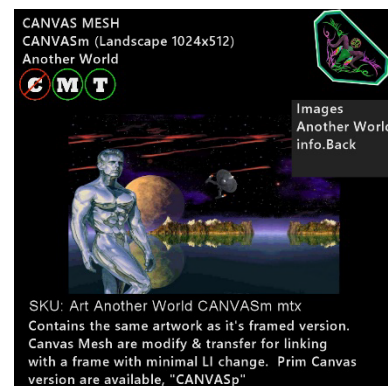 CANVAS MESH
CANVASm (Landscape 1024x512)
Another World
C M T
Images
Another World
info.Back
SKU: Art Another World CANVASm mtx
Contains the same artwork as it's framed version.
Canvas Mesh are modify & transfer for linking
with a frame with minimal LI change. Prim Canvas
version are available, "CANVASp"